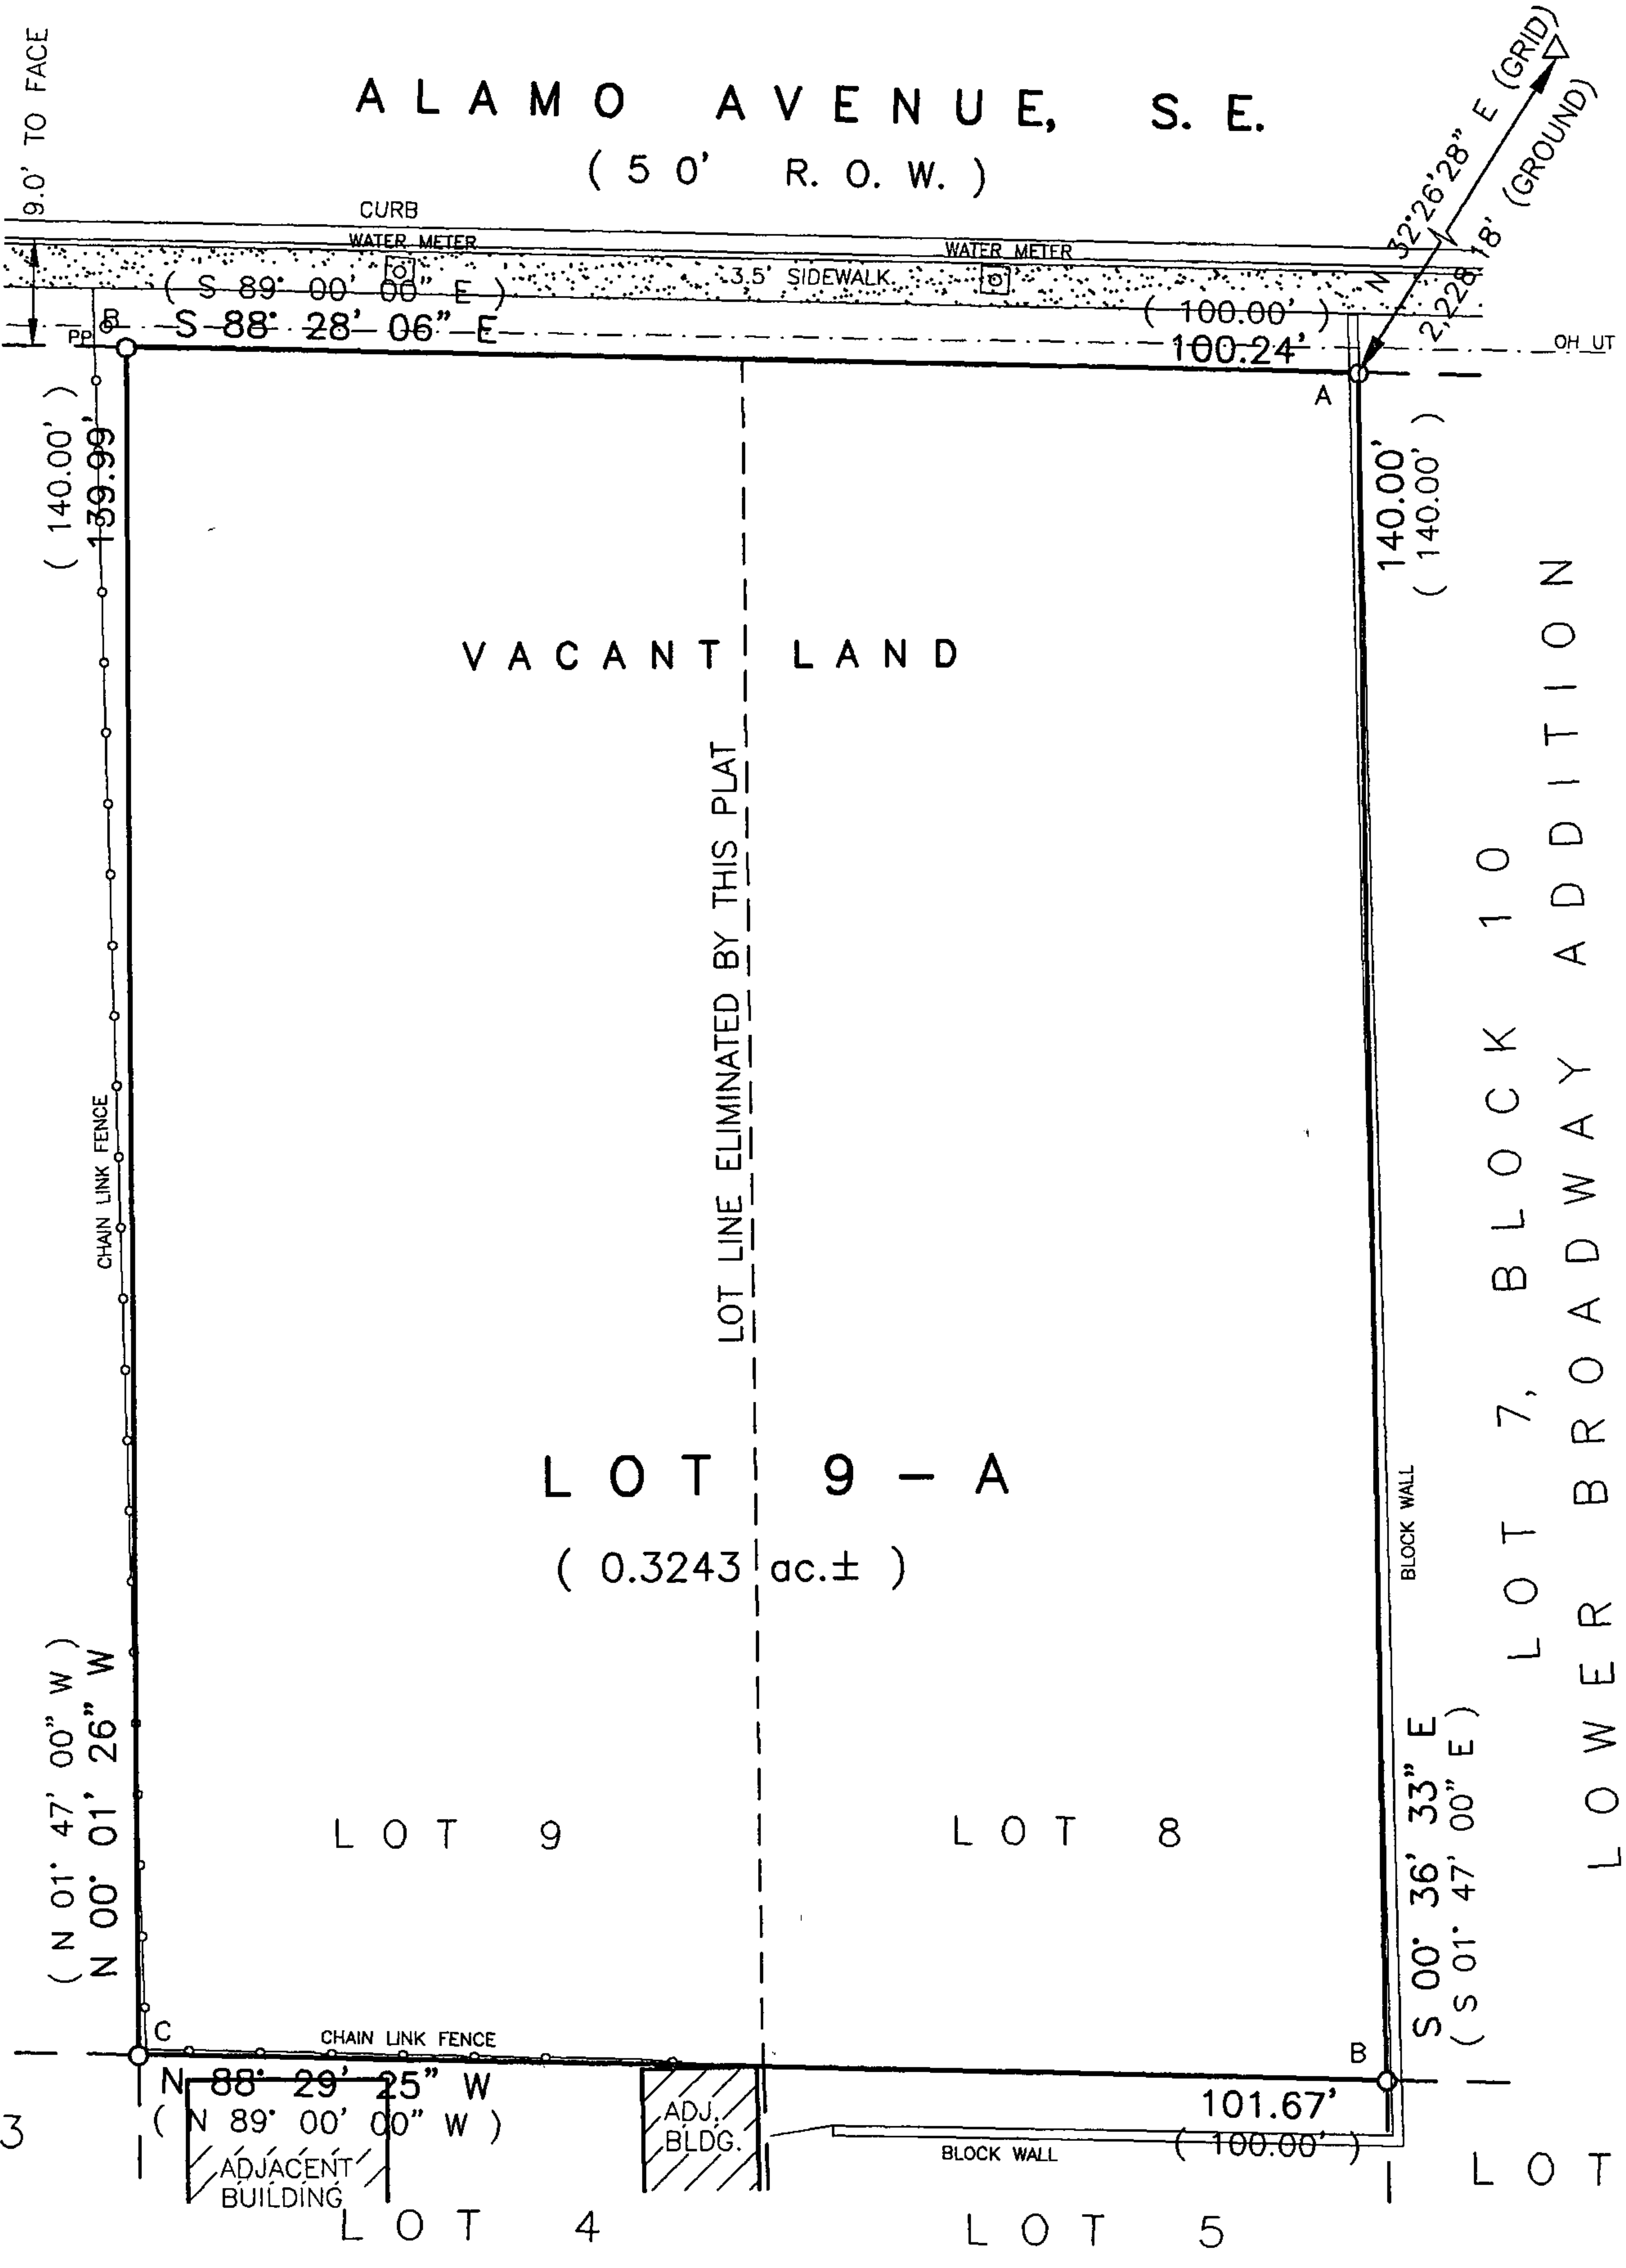 9.0' TO FACE
ALAMO AVENUE, S. E.
( 50' R. O. W. )
N 32°26'28" E (GRID)
2,228.18' (GROUND)
CURB
WATER METER
WATER METER
3.5' SIDEWALK
( S 89° 00' 00" E )
( 100.00' )
S 88° 28' 06" E
100.24'
OH UT
PP
B
A
( 140.00' )
139.99'
140.00'
( 140.00' )
VACANT LAND
LOT LINE ELIMINATED BY THIS PLAT
CHAIN LINK FENCE
LOT 7, BLOCK 10
LOWER BROADWAY ADDITION
LOT 9-A
( 0.3243 ac.± )
BLOCK WALL
( N 01° 47' 00" W )
N 00° 01' 26" W
LOT 9
LOT 8
S 00° 36' 33" E
( S 01° 47' 00" E )
C
CHAIN LINK FENCE
B
N 88° 29' 25" W
( N 89° 00' 00" W )
101.67'
( 100.00' )
3
ADJ.
BLDG.
BLOCK WALL
ADJACENT
BUILDING
LOT 4
LOT 5
LOT